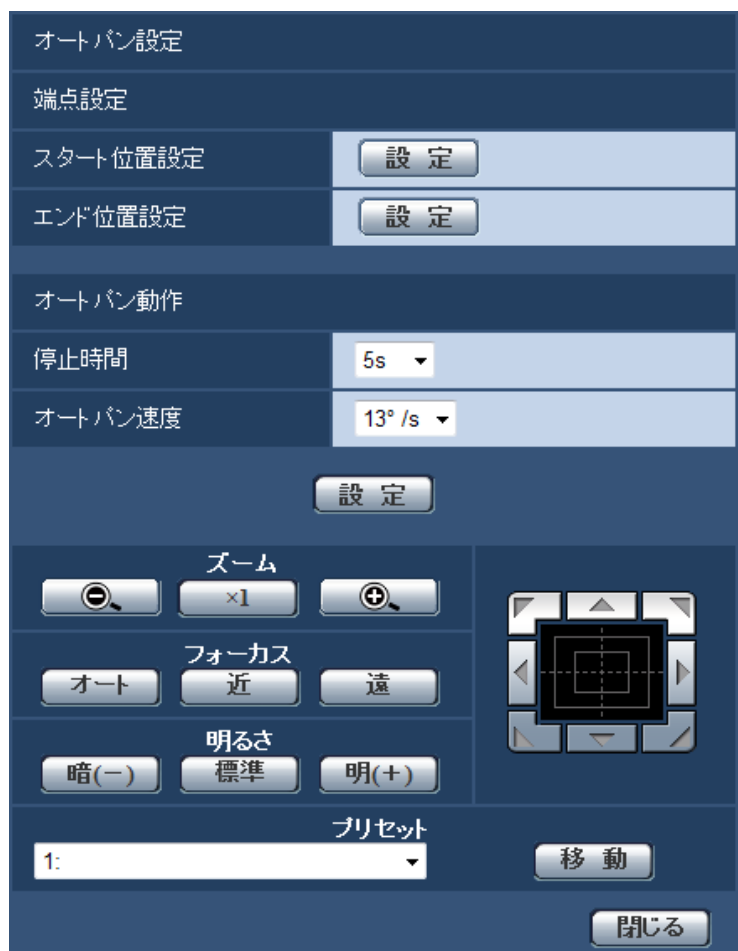 オートパン設定
端点設定
スタート位置設定 設 定
エンド位置設定 設 定
オートパン動作
停止時間 5s
オートパン速度 13° /s
設 定
ズーム
×1
フォーカス
オート 近 遠
明るさ
暗(－) 標準 明(＋)
プリセット
1: 移 動
閉じる